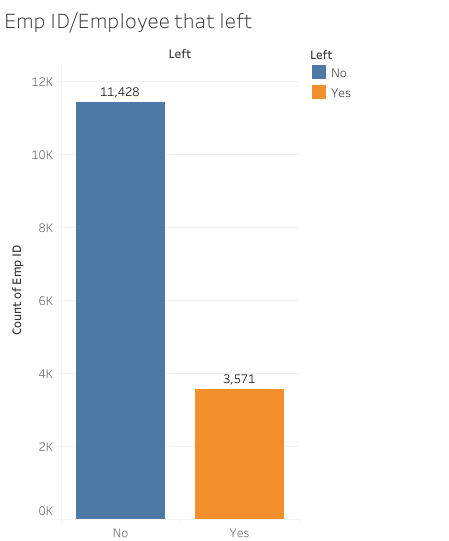 Emp ID/Employee that left
Left
Left
No
Yes
12K
11,428
10K
8K
6K
4K
3,571
2K
0K
Count of Emp ID
No
Yes